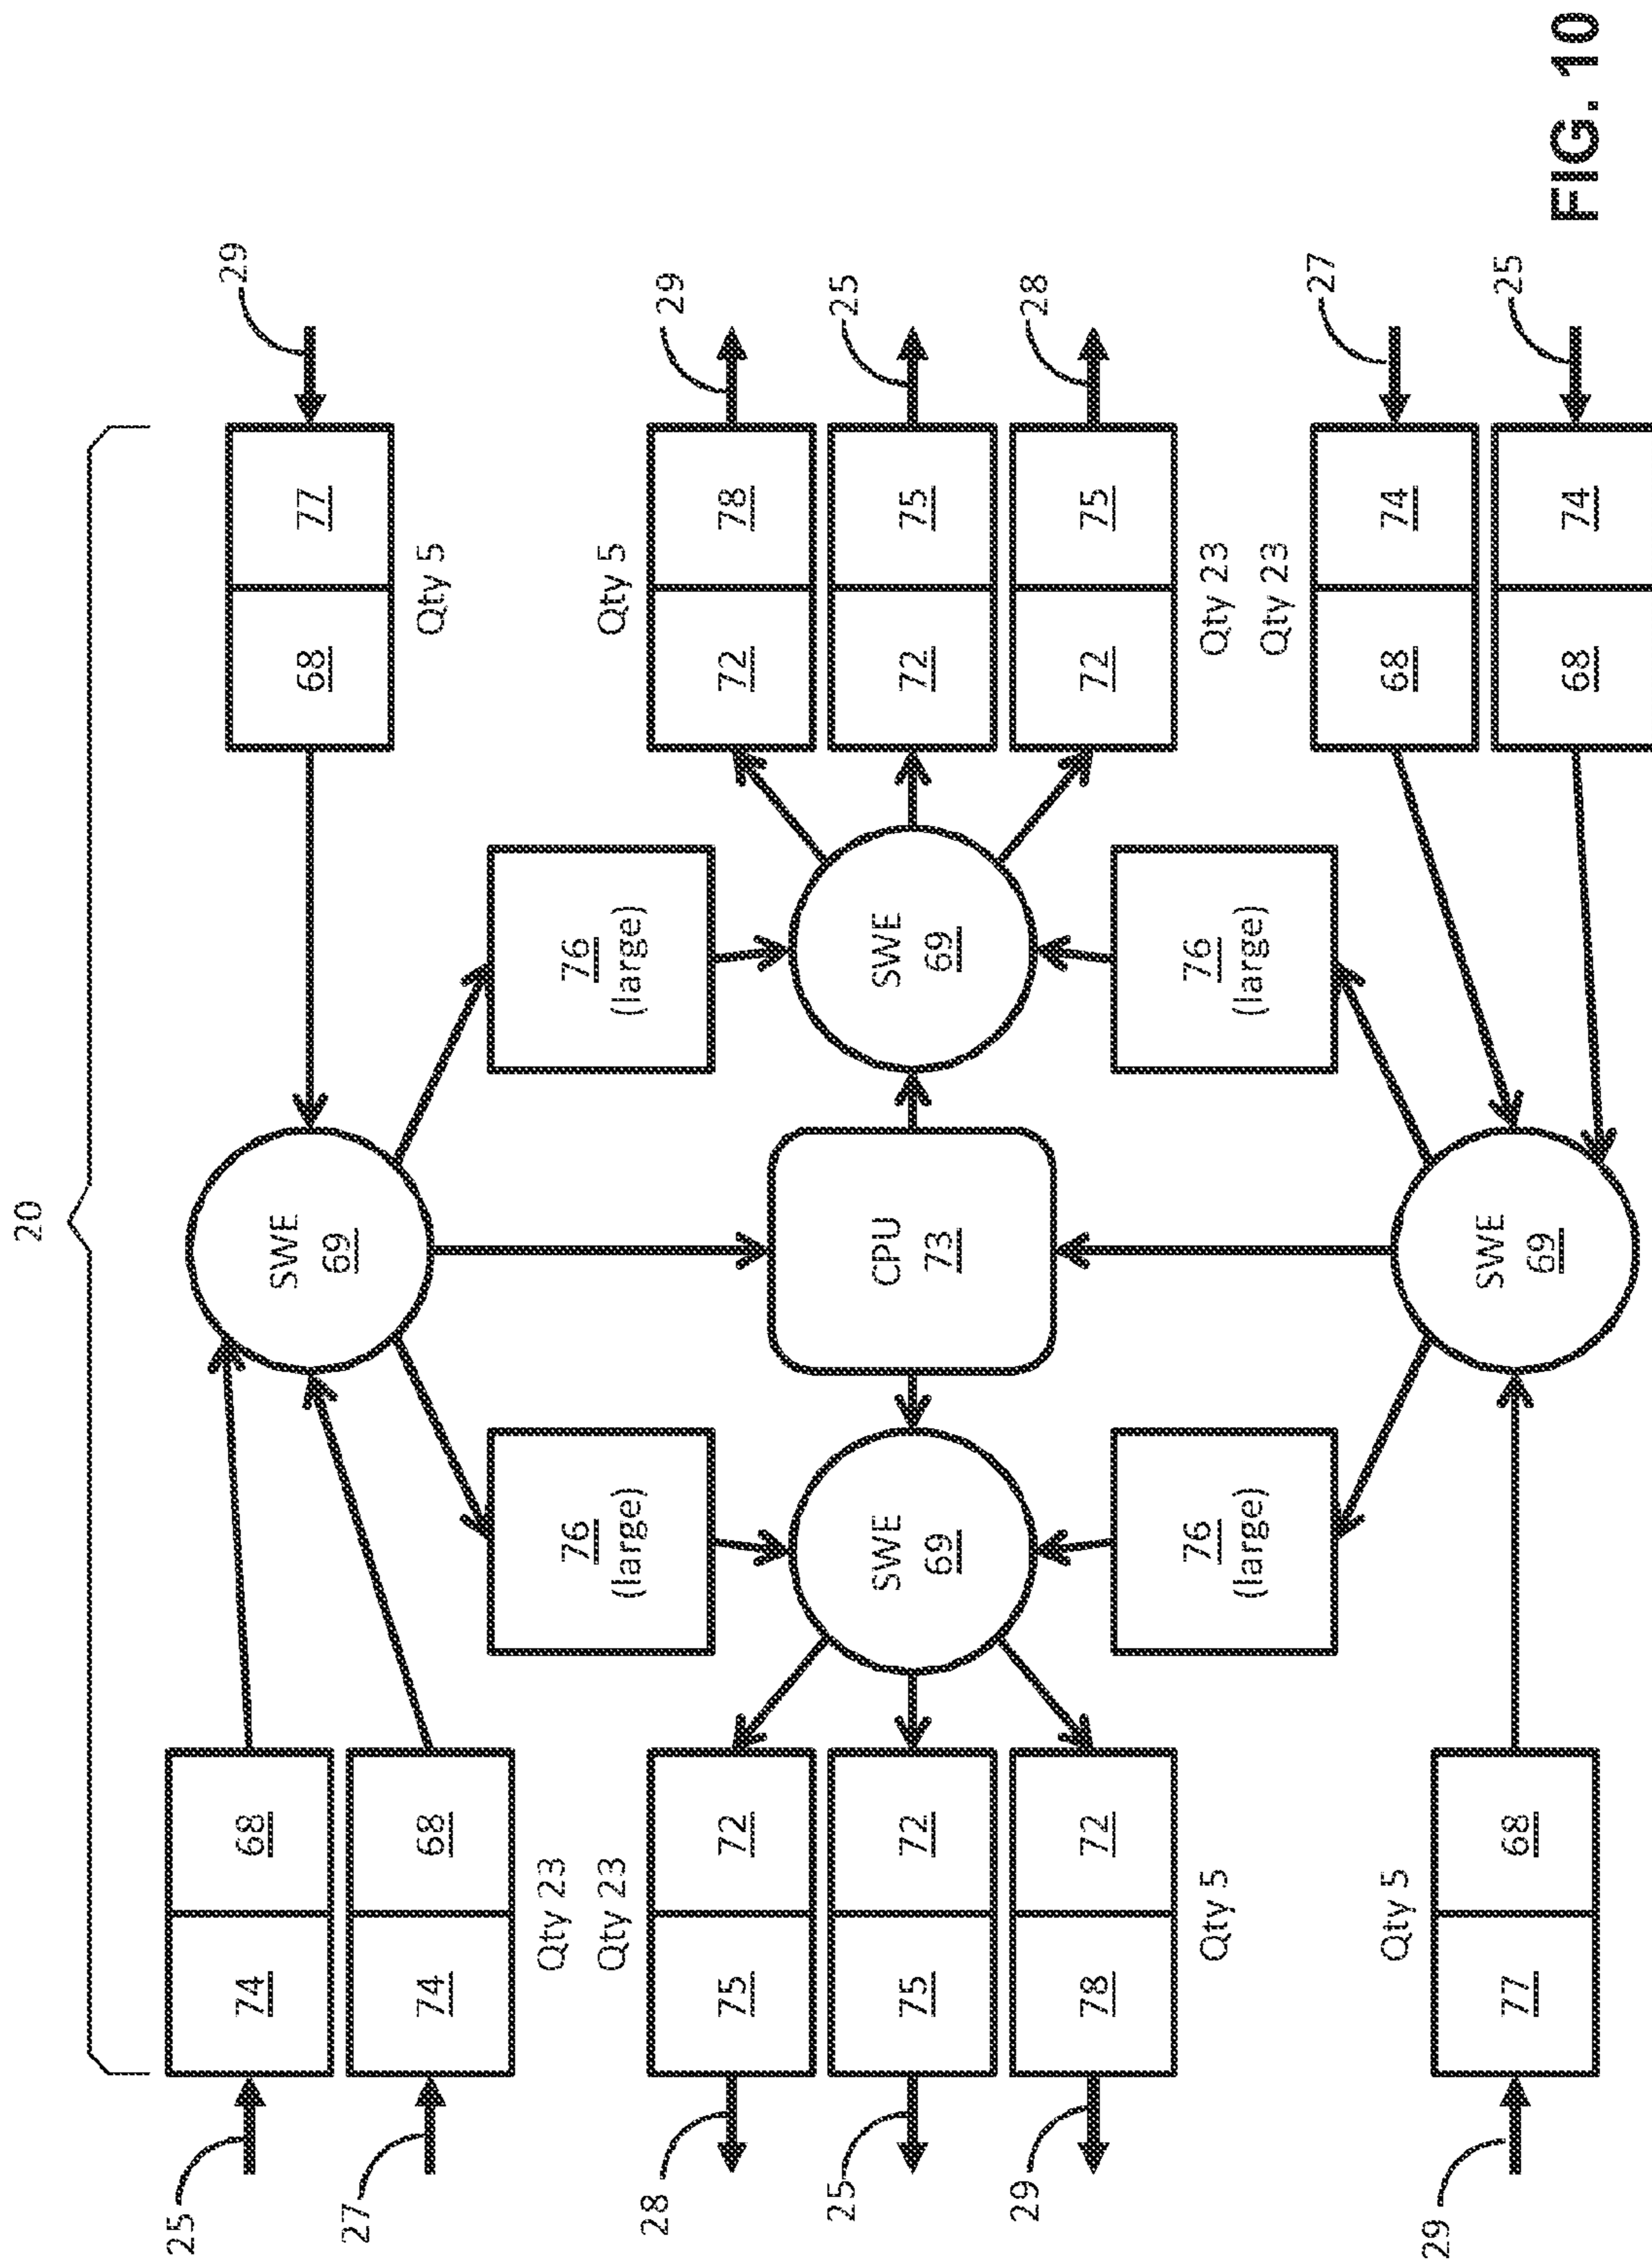 20
25
74 68
SWE
69
68 77
29
27
74 68
Qty 5
Qty 23
76
(large)
76
(large)
Qty 23
Qty 5
28
75 72
72 78
29
25
75 72
SWE
69
CPU
73
SWE
69
72 75
25
29
78 72
72 75
28
Qty 5
Qty 23
76
(large)
76
(large)
Qty 23
Qty 5
68 74
27
29
77 68
SWE
69
68 74
25
FIG. 10